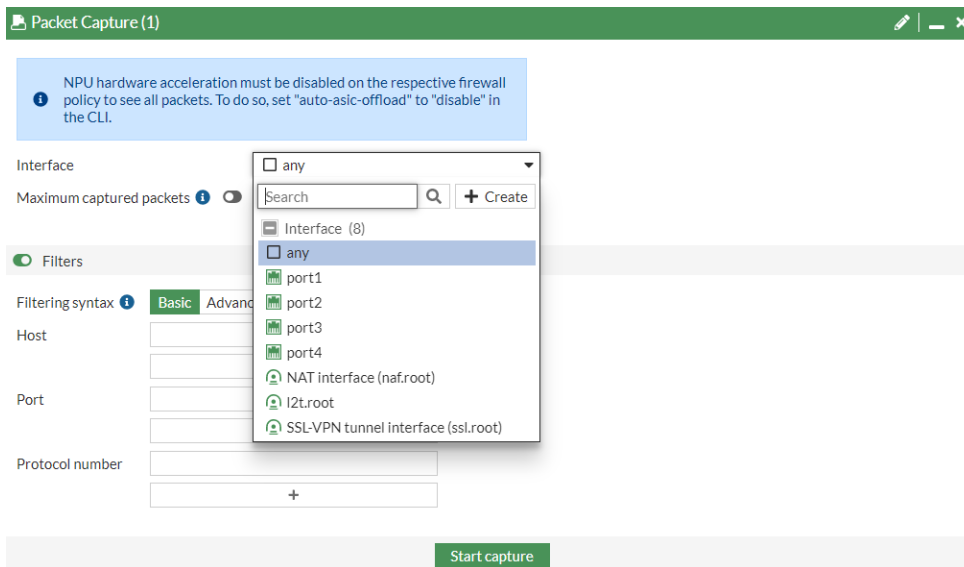 Packet Capture (1)
NPU hardware acceleration must be disabled on the respective firewall
policy to see all packets. To do so, set "auto-asic-offload" to "disable" in
the CLI.
Interface
any
Maximum captured packets
Search
Create
Interface (8)
any
port1
port2
port3
port4
NAT interface (naf.root)
l2t.root
SSL-VPN tunnel interface (ssl.root)
Filters
Filtering syntax
Basic
Advanc
Host
Port
Protocol number
+
Start capture